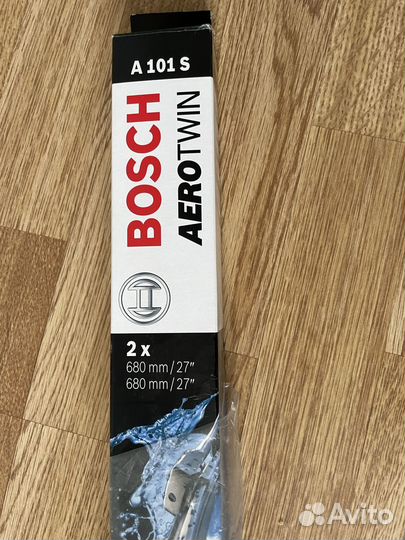 A 101 S
BOSCH
AEROTWIN
2 x
680 mm / 27"
680 mm / 27"
Avito